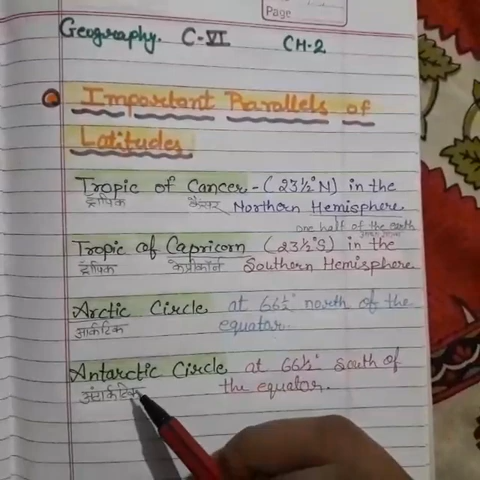 Page
Geography. C-VI CH-2
Important Parallels of
Latitudes
Tropic of Cancer - (23½°N) in the
ट्रॉपिक कैंसर Northern Hemisphere
one half of the earth
Tropic of Capricorn (23½°S) in the
ट्रॉपिक कैप्रीकॉर्न Southern Hemisphere
Arctic Circle at 66½° north of the
आर्कटिक equator.
Antarctic Circle at 66½° south of
अंटार्कटिक the equator.